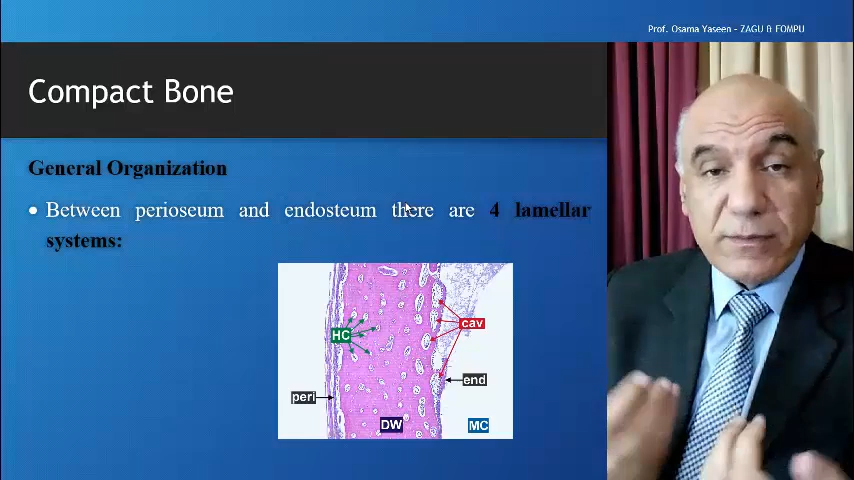 Prof. Osama Yaseen - ZAGU & FOMPU
Compact Bone
General Organization
• Between perioseum and endosteum there are 4 lamellar
systems:
HC
cav
peri
end
DW
MC